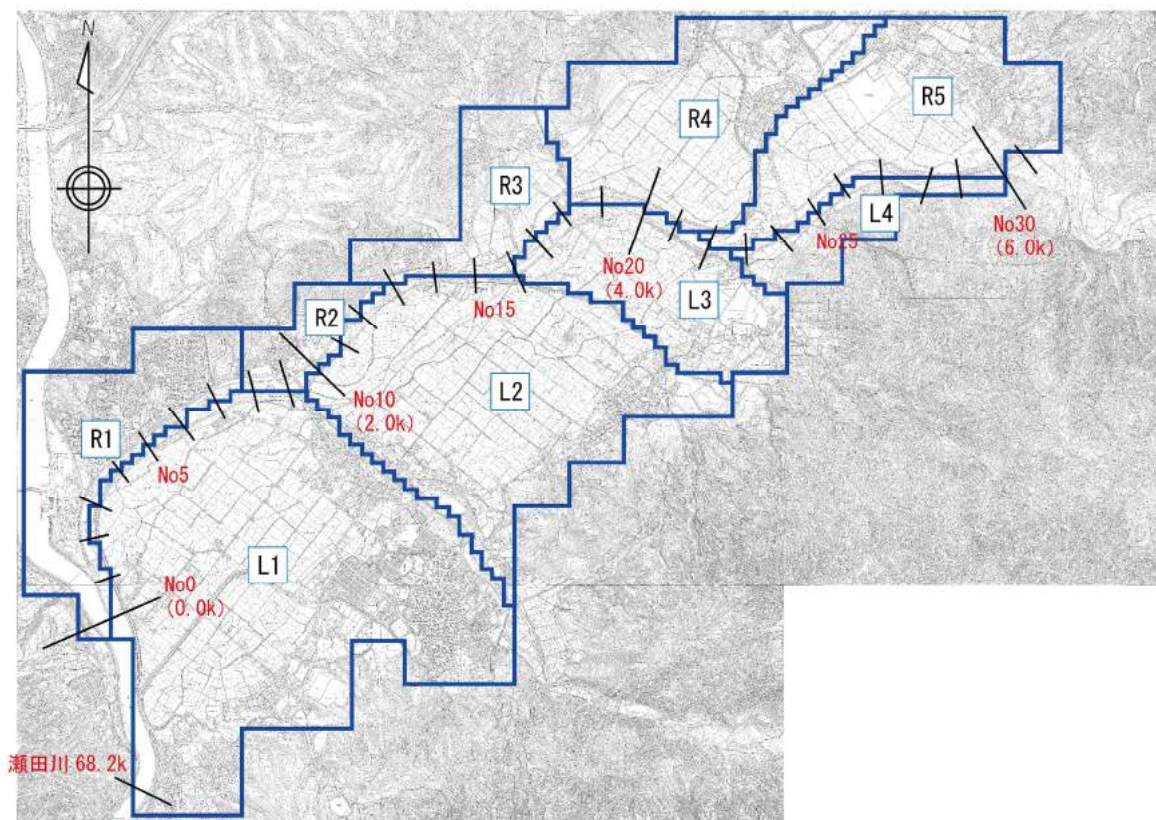 N
R4
R5
R3
L4
No25
No30
(6.0k)
No20
(4.0k)
L3
No15
R2
L2
No10
(2.0k)
R1
No5
L1
No0
(0.0k)
瀬田川 68.2k